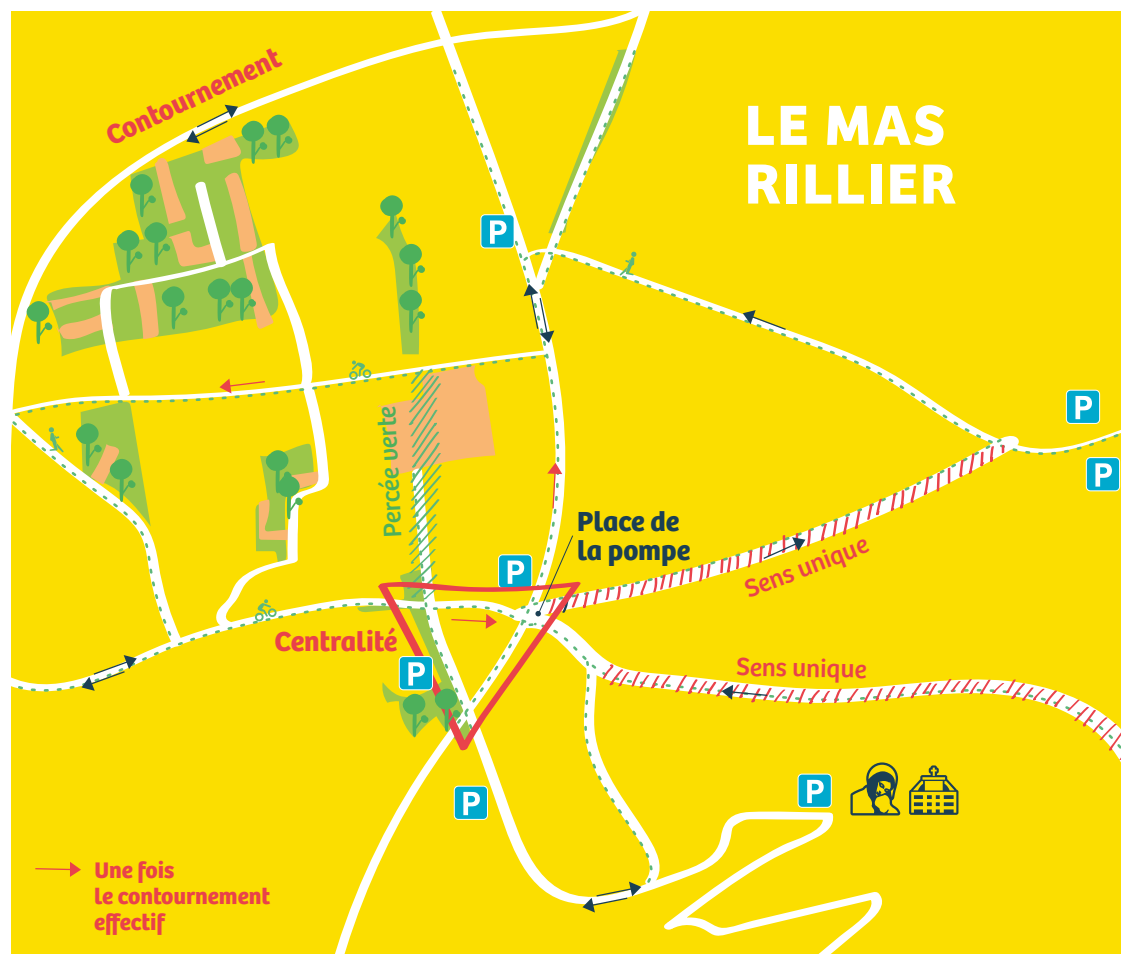 Contournement
LE MAS
RILLIER
P
P
P
Percée verte
Place de
la pompe
P
Sens unique
Centralité
P
Sens unique
P
P
Une fois
le contournement
effectif